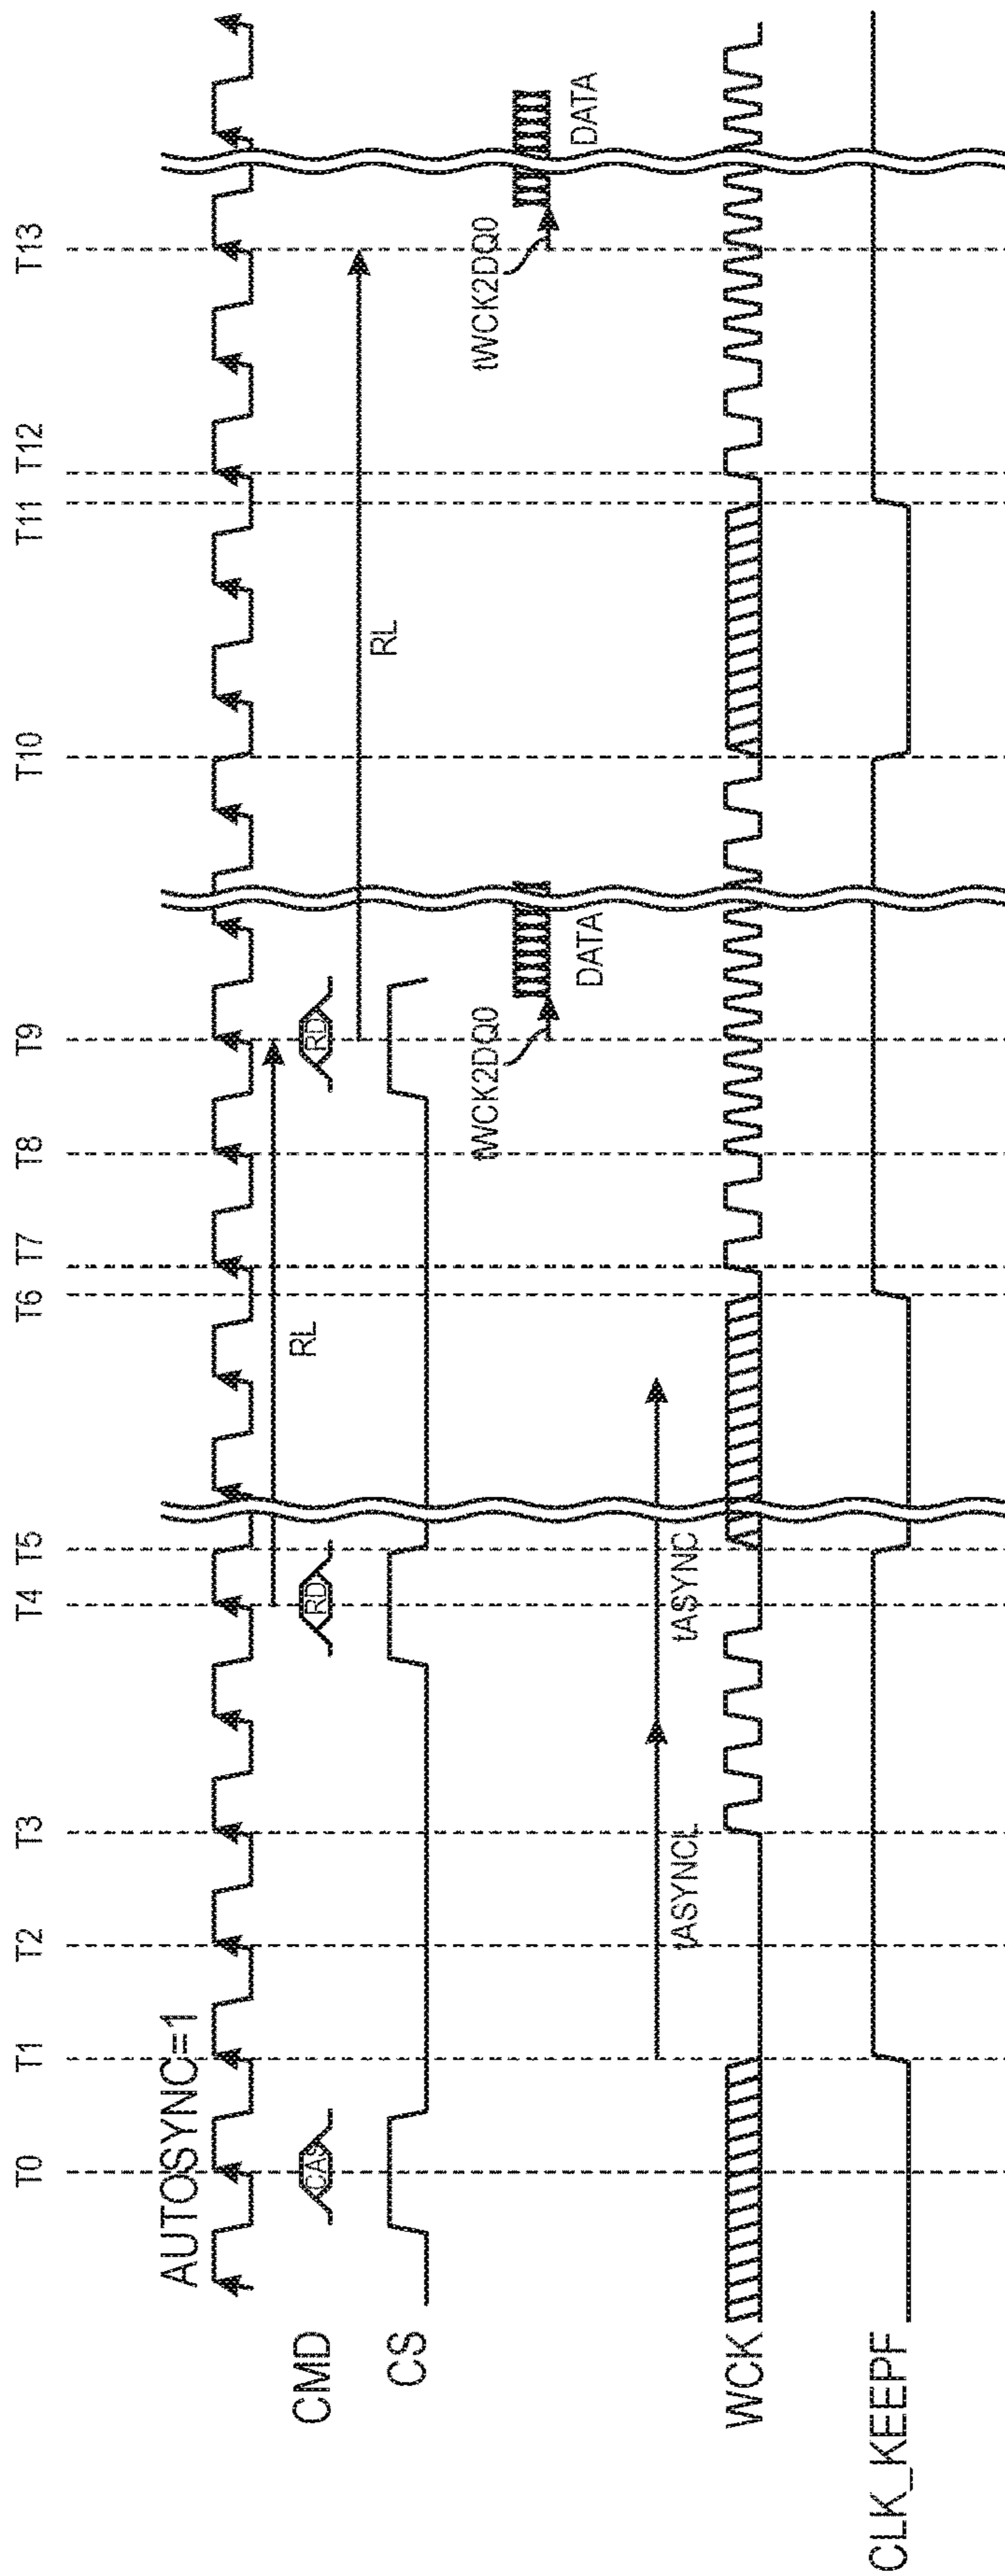 T0 T1 T2 T3 T4 T5 T6 T7 T8 T9 T10 T11 T12 T13
AUTOSYNC=1
RL
CMD CAS RD RD
RL
CS
tWCK2DQ0 tWCK2DQ0
DATA DATA
tASYNCL tASYNC
WCK
CLK_KEEPF